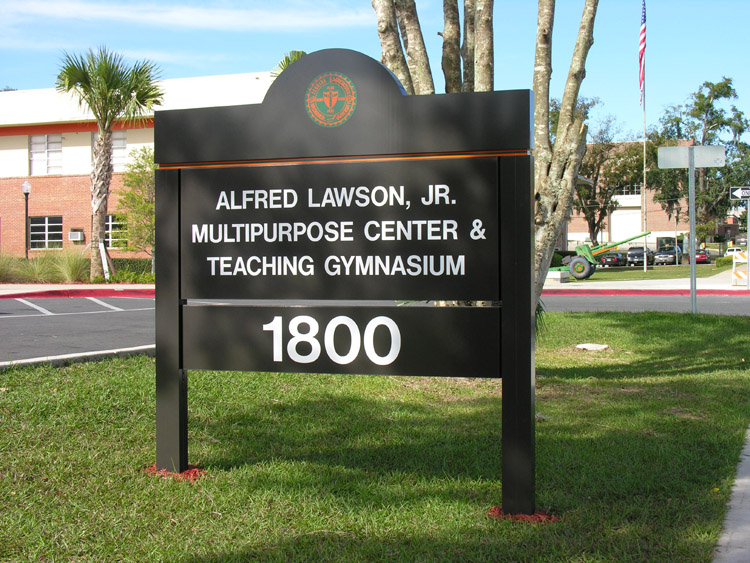 ALFRED LAWSON, JR.
MULTIPURPOSE CENTER &
TEACHING GYMNASIUM
1800